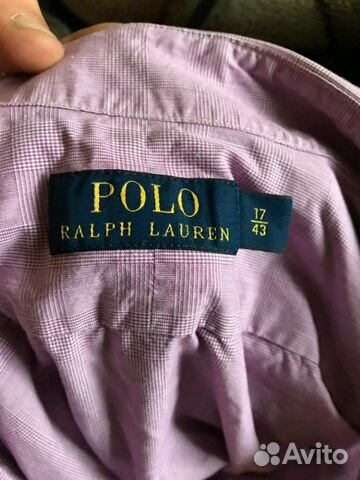 POLO
RALPH LAUREN
17
43
Avito